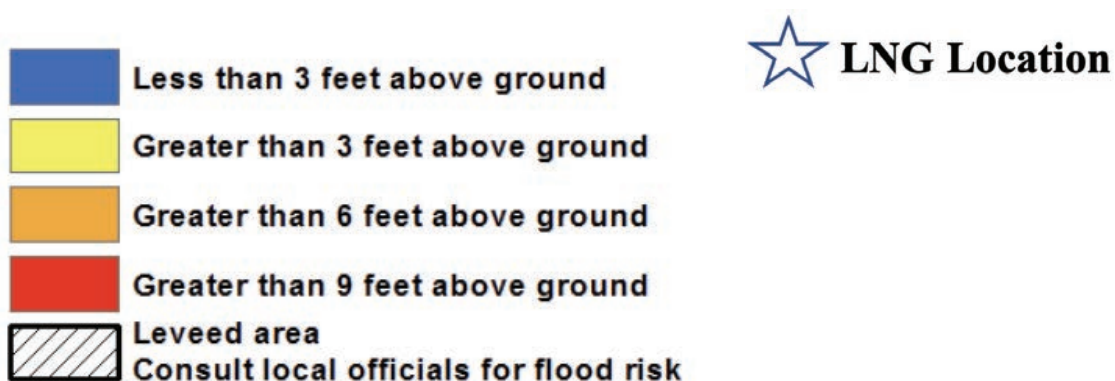 LNG Location
Less than 3 feet above ground
Greater than 3 feet above ground
Greater than 6 feet above ground
Greater than 9 feet above ground
Leveed area
Consult local officials for flood risk